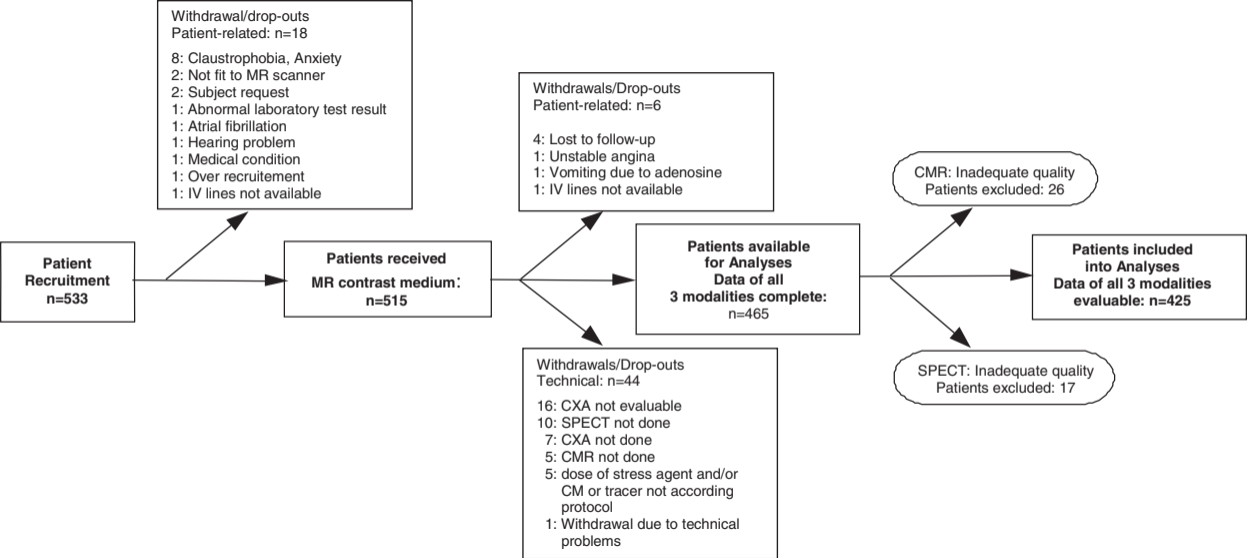 Withdrawal/drop-outs
Patient-related: n=18
8: Claustrophobia, Anxiety
2: Not fit to MR scanner
2: Subject request
1: Abnormal laboratory test result
1: Atrial fibrillation
1: Hearing problem
1: Medical condition
1: Over recruitement
1: IV lines not available
Patient
Recruitment
n=533
Patients received
MR contrast medium:
n=515
Withdrawals/Drop-outs
Patient-related: n=6
4: Lost to follow-up
1: Unstable angina
1: Vomiting due to adenosine
1: IV lines not available
Patients available
for Analyses
Data of all
3 modalities complete:
n=465
Withdrawals/Drop-outs
Technical: n=44
16: CXA not evaluable
10: SPECT not done
7: CXA not done
5: CMR not done
5: dose of stress agent and/or
CM or tracer not according
protocol
1: Withdrawal due to technical
problems
CMR: Inadequate quality
Patients excluded: 26
Patients included
into Analyses
Data of all 3 modalities
evaluable: n=425
SPECT: Inadequate quality
Patients excluded: 17